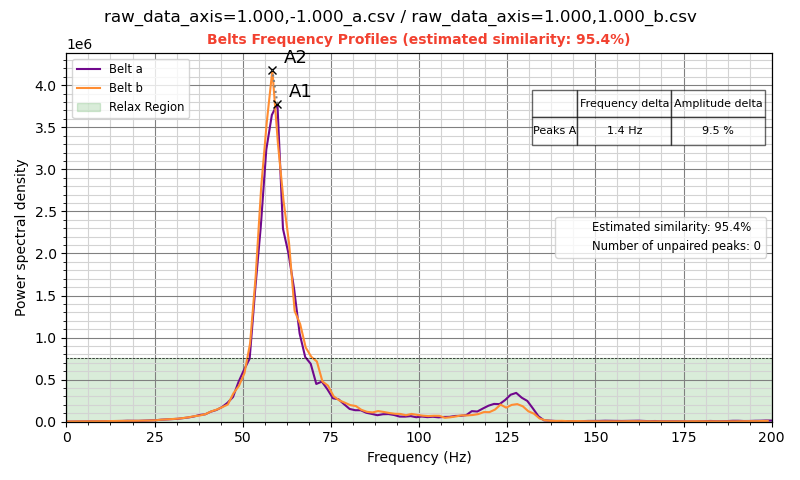 raw_data_axis=1.000,-1.000_a.csv / raw_data_axis=1.000,1.000_b.csv
Belts Frequency Profiles (estimated similarity: 95.4%)
1e6
A2
A1
Belt a
Belt b
Relax Region
Frequency delta Amplitude delta
Peaks A 1.4 Hz 9.5 %
Estimated similarity: 95.4%
Number of unpaired peaks: 0
Power spectral density
4.0
3.5
3.0
2.5
2.0
1.5
1.0
0.5
0.0
0 25 50 75 100 125 150 175 200
Frequency (Hz)